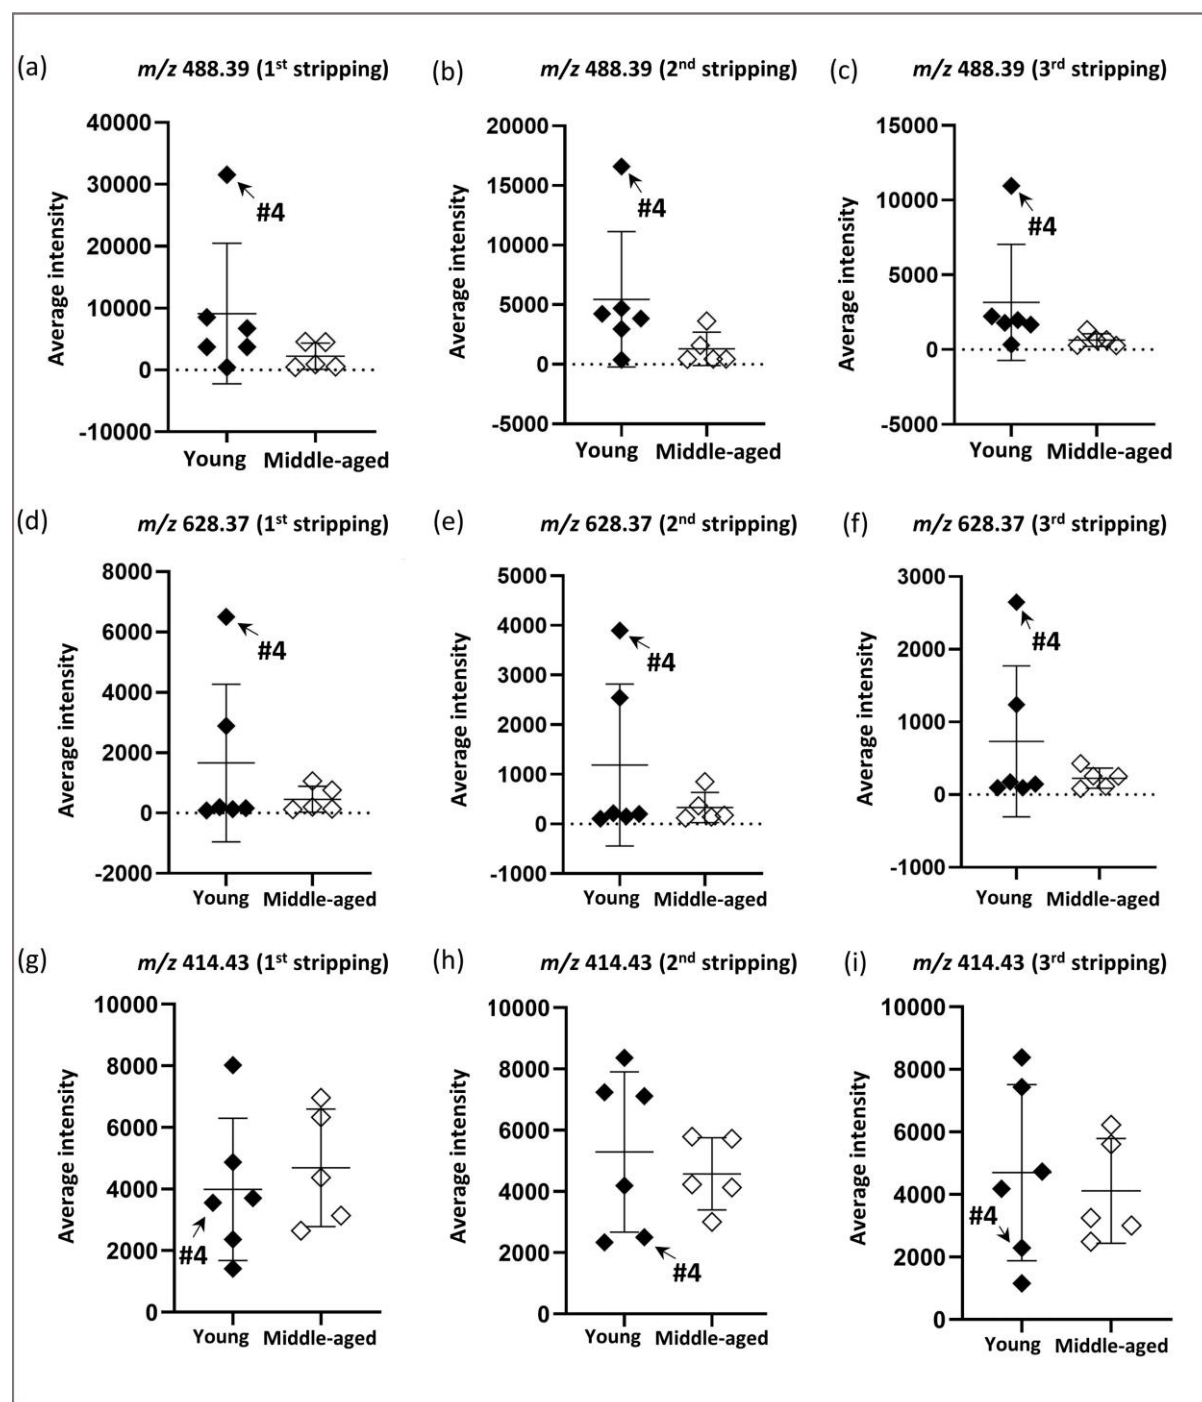 (a) m/z 488.39 (1st stripping) (b) m/z 488.39 (2nd stripping) (c) m/z 488.39 (3rd stripping)
Average intensity
40000
30000
20000
10000
0
-10000
#4
Young Middle-aged
Average intensity
20000
15000
10000
5000
0
-5000
#4
Young Middle-aged
Average intensity
15000
10000
5000
0
-5000
#4
Young Middle-aged
(d) m/z 628.37 (1st stripping) (e) m/z 628.37 (2nd stripping) (f) m/z 628.37 (3rd stripping)
Average intensity
8000
6000
4000
2000
0
-2000
#4
Young Middle-aged
Average intensity
5000
4000
3000
2000
1000
0
-1000
#4
Young Middle-aged
Average intensity
3000
2000
1000
0
-1000
#4
Young Middle-aged
(g) m/z 414.43 (1st stripping) (h) m/z 414.43 (2nd stripping) (i) m/z 414.43 (3rd stripping)
Average intensity
10000
8000
6000
4000
2000
0
#4
Young Middle-aged
Average intensity
10000
8000
6000
4000
2000
0
#4
Young Middle-aged
Average intensity
10000
8000
6000
4000
2000
0
#4
Young Middle-aged